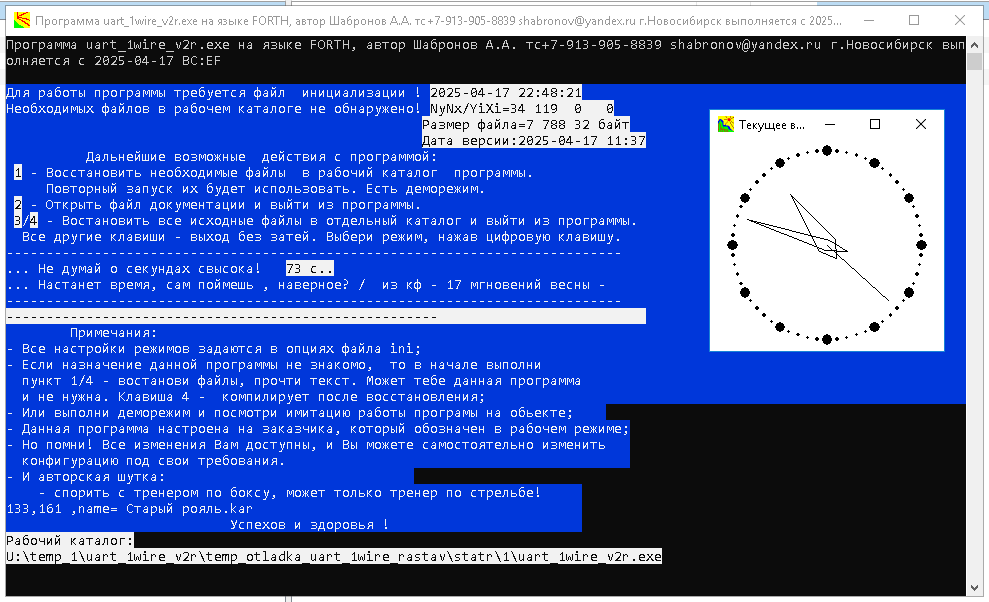 Программа uart_1wire_v2r.exe на языке FORTH, автор Шабронов А.А. тс+7-913-905-8839 shabronov@yandex.ru г.Новосибирск выполняется с 2025...
Программа uart_1wire_v2r.exe на языке FORTH, автор Шабронов А.А. тс+7-913-905-8839 shabronov@yandex.ru г.Новосибирск вып
олняется с 2025-04-17 BC:EF
Для работы программы требуется файл инициализации ! 2025-04-17 22:48:21
Необходимых файлов в рабочем каталоге не обнаружено! NyNx/YiXi=34 119 0 0
Размер файла=7 788 32 байт
Дата версии:2025-04-17 11:37
Текущее в...
Дальнейшие возможные действия с программой:
1 - Восстановить необходимые файлы в рабочий каталог программы.
Повторный запуск их будет использовать. Есть деморежим.
2 - Открыть файл документации и выйти из программы.
3/4 - Востановить все исходные файлы в отдельный каталог и выйти из программы.
Все другие клавиши - выход без затей. Выбери режим, нажав цифровую клавишу.
-----------------------------------------------------------------------------
... Не думай о секундах свысока! 73 с..
... Настанет время, сам поймешь , наверное? / из кф - 17 мгновений весны -
-----------------------------------------------------------------------------
------------------------------------------------------
Примечания:
- Все настройки режимов задаются в опциях файла ini;
- Если назначение данной программы не знакомо, то в начале выполни
пункт 1/4 - востанови файлы, прочти текст. Может тебе данная программа
и не нужна. Клавиша 4 - компилирует после восстановления;
- Или выполни деморежим и посмотри имитацию работы програмы на обьекте;
- Данная программа настроена на заказчика, который обозначен в рабочем режиме;
- Но помни! Все изменения Вам доступны, и Вы можете самостоятельно изменить
конфигурацию под свои требования.
- И авторская шутка:
- спорить с тренером по боксу, может только тренер по стрельбе!
133,161 ,name= Старый рояль.kar
Успехов и здоровья !
Рабочий каталог:
U:\temp_1\uart_1wire_v2r\temp_otladka_uart_1wire_rastav\statr\1\uart_1wire_v2r.exe